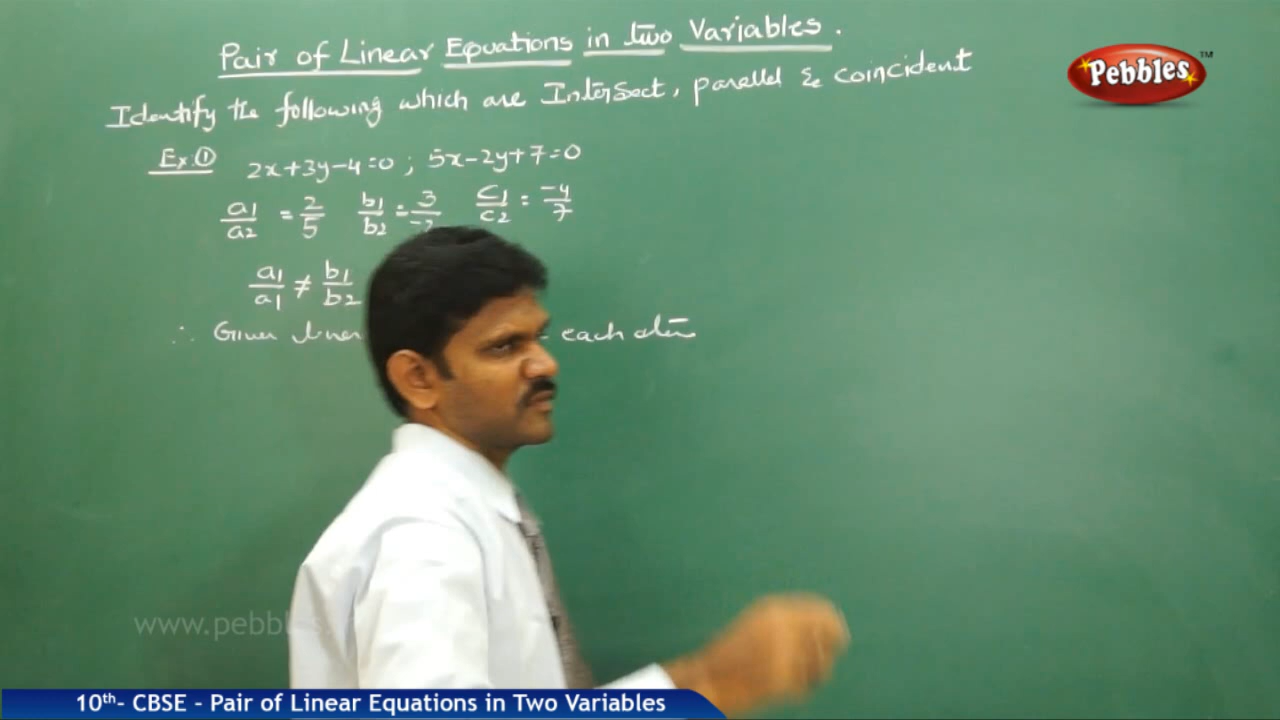 Pair of Linear Equations in two Variables.
Identify the following which are Intersect, parallel & coincident
Pebbles™
Ex:① 2x+3y-4=0 ; 5x-2y+7=0
a1/a2 = 2/5 b1/b2 = 3/-2 c1/c2 = -4/7
a1/a1 ≠ b1/b2
∴ Given lines each other
www.pebbles.
10th- CBSE - Pair of Linear Equations in Two Variables